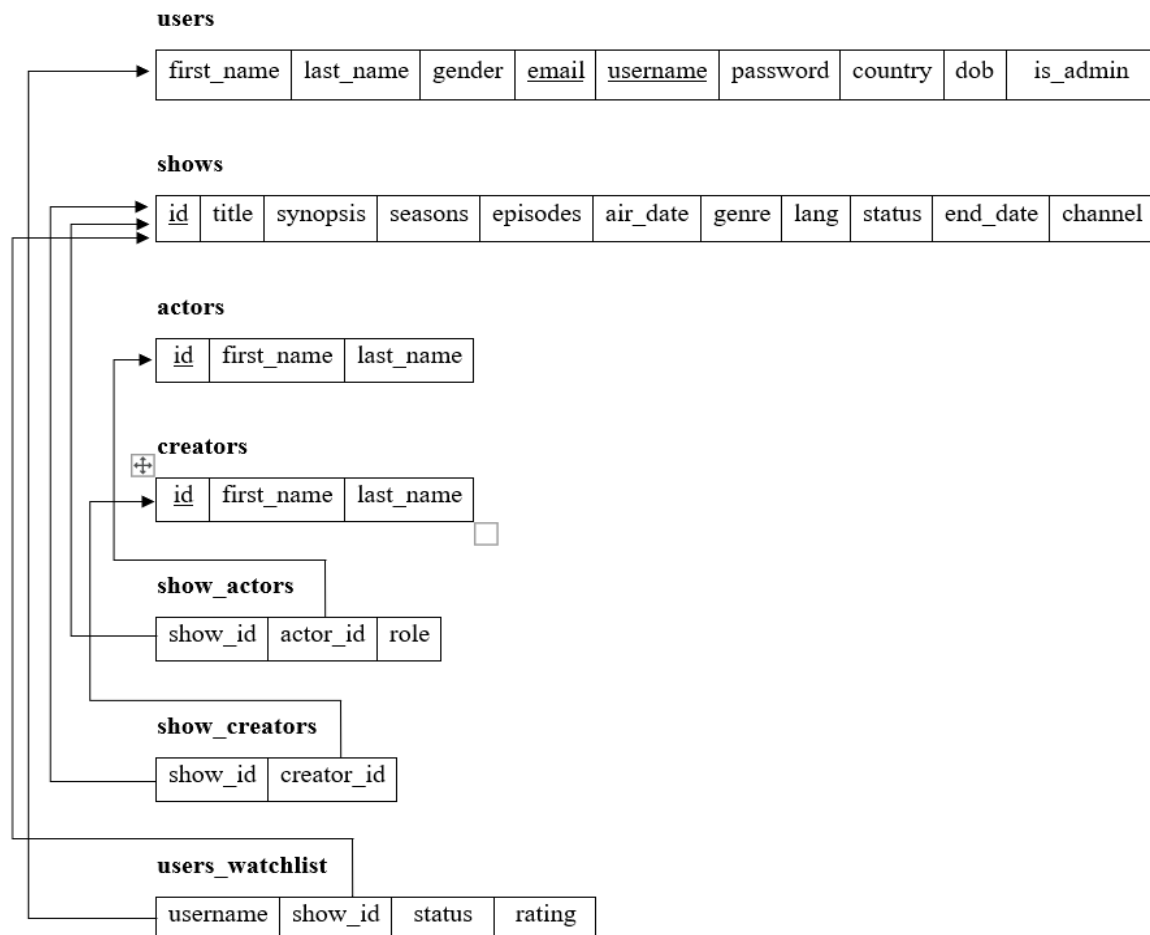 users
first_name last_name gender email username password country dob is_admin
shows
id title synopsis seasons episodes air_date genre lang status end_date channel
actors
id first_name last_name
creators
id first_name last_name
show_actors
show_id actor_id role
show_creators
show_id creator_id
users_watchlist
username show_id status rating